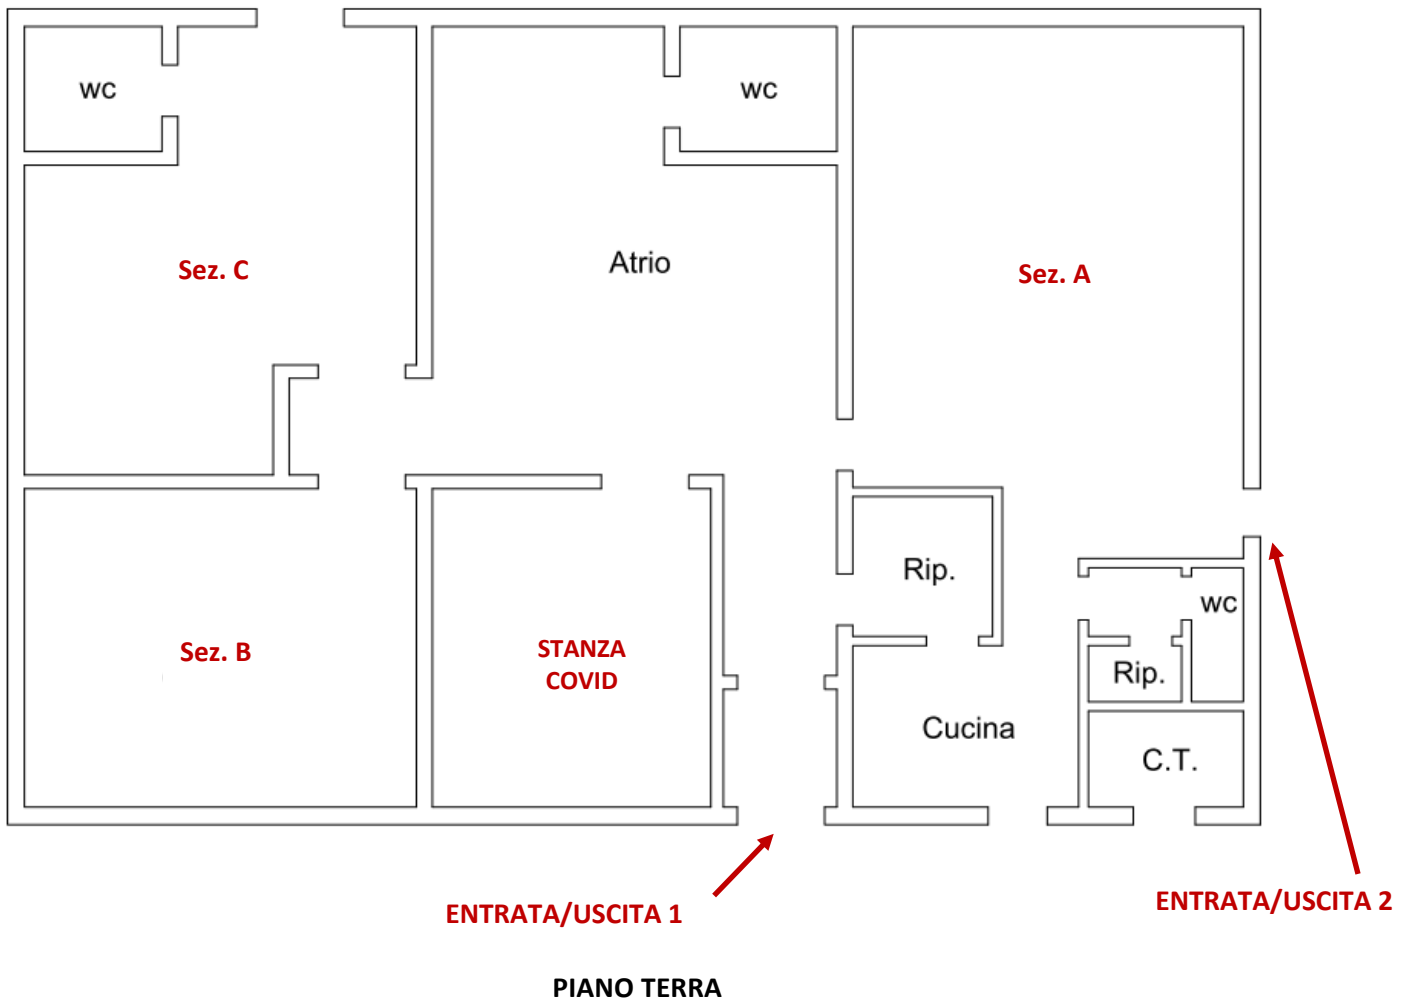 wc
wc
Atrio
Sez. C
Sez. A
Rip.
wc
Sez. B
STANZA
COVID
Rip.
Cucina
C.T.
ENTRATA/USCITA 1
ENTRATA/USCITA 2
PIANO TERRA